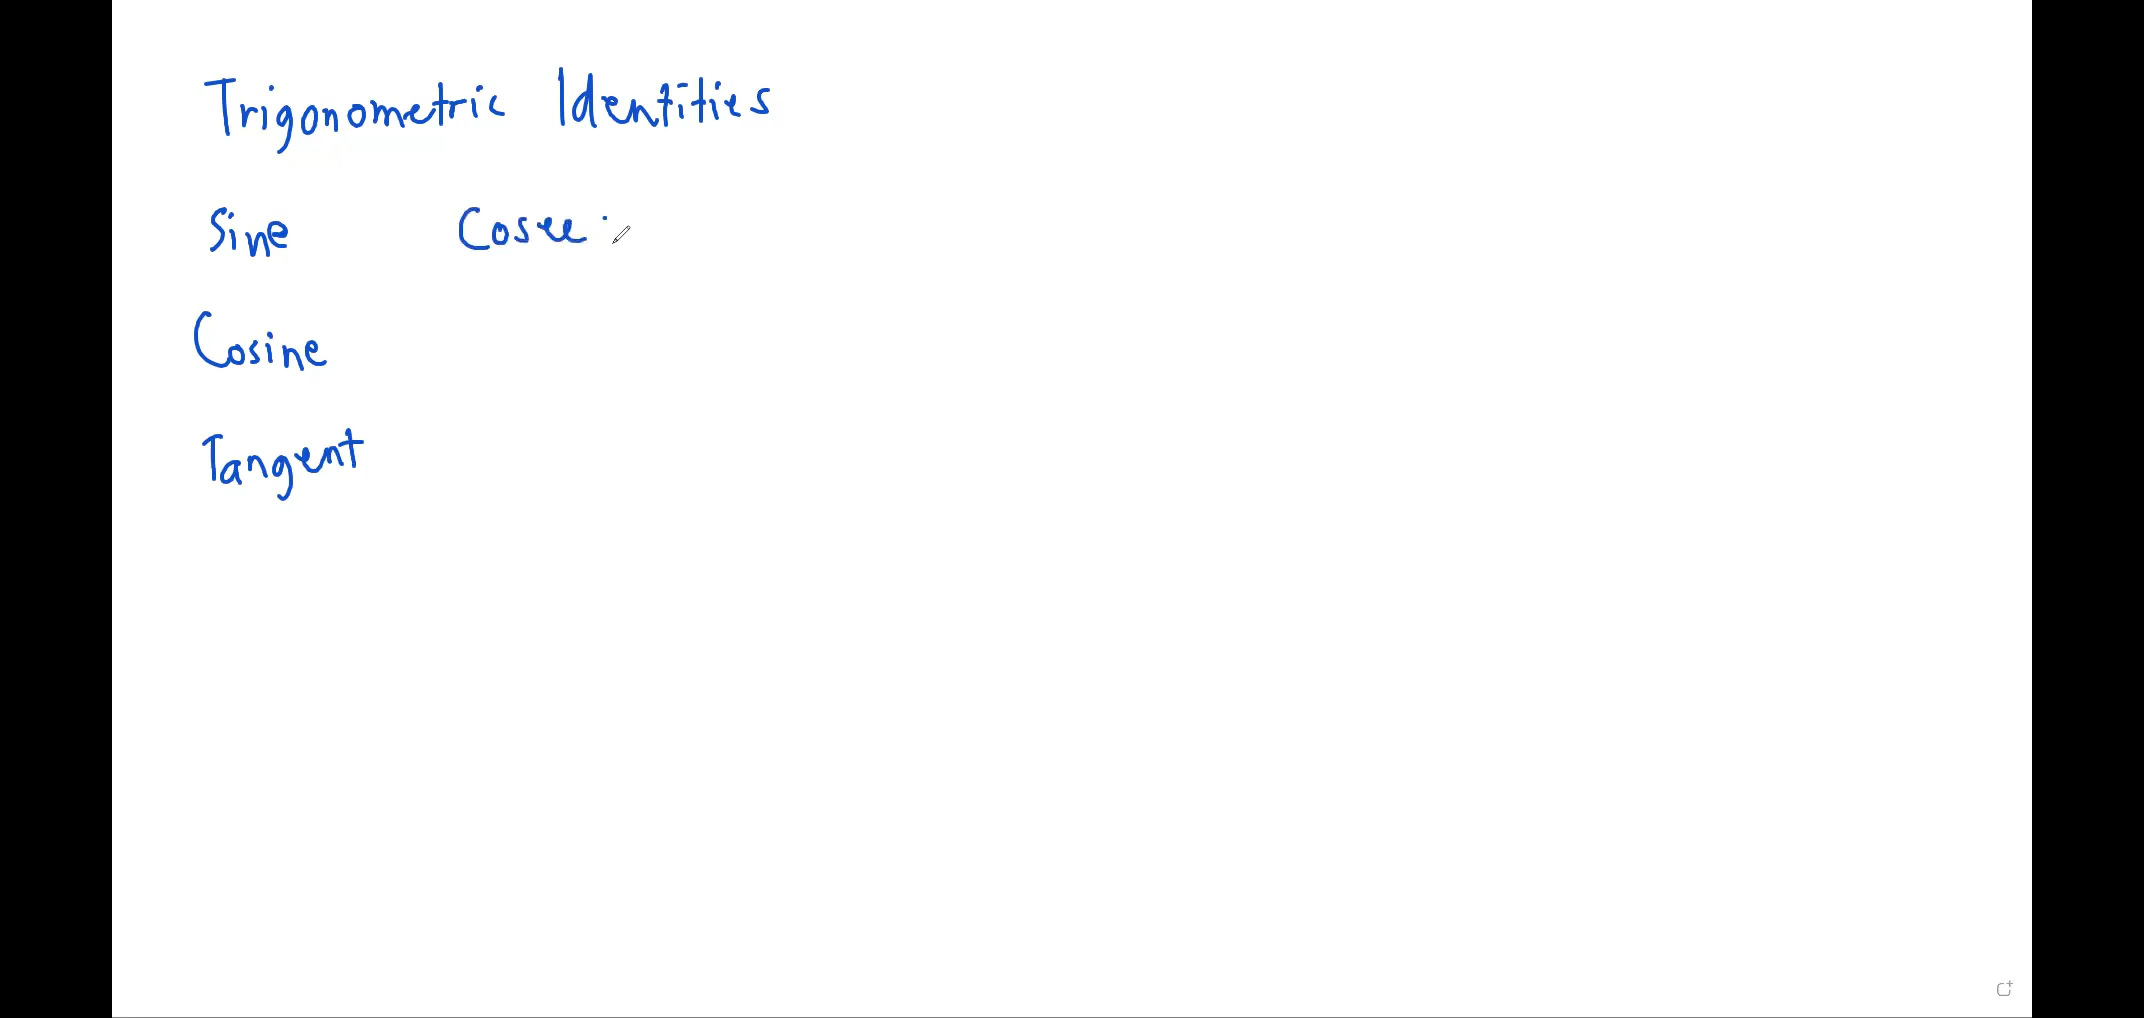 Trigonometric Identities
Sine Cosec
Cosine
Tangent